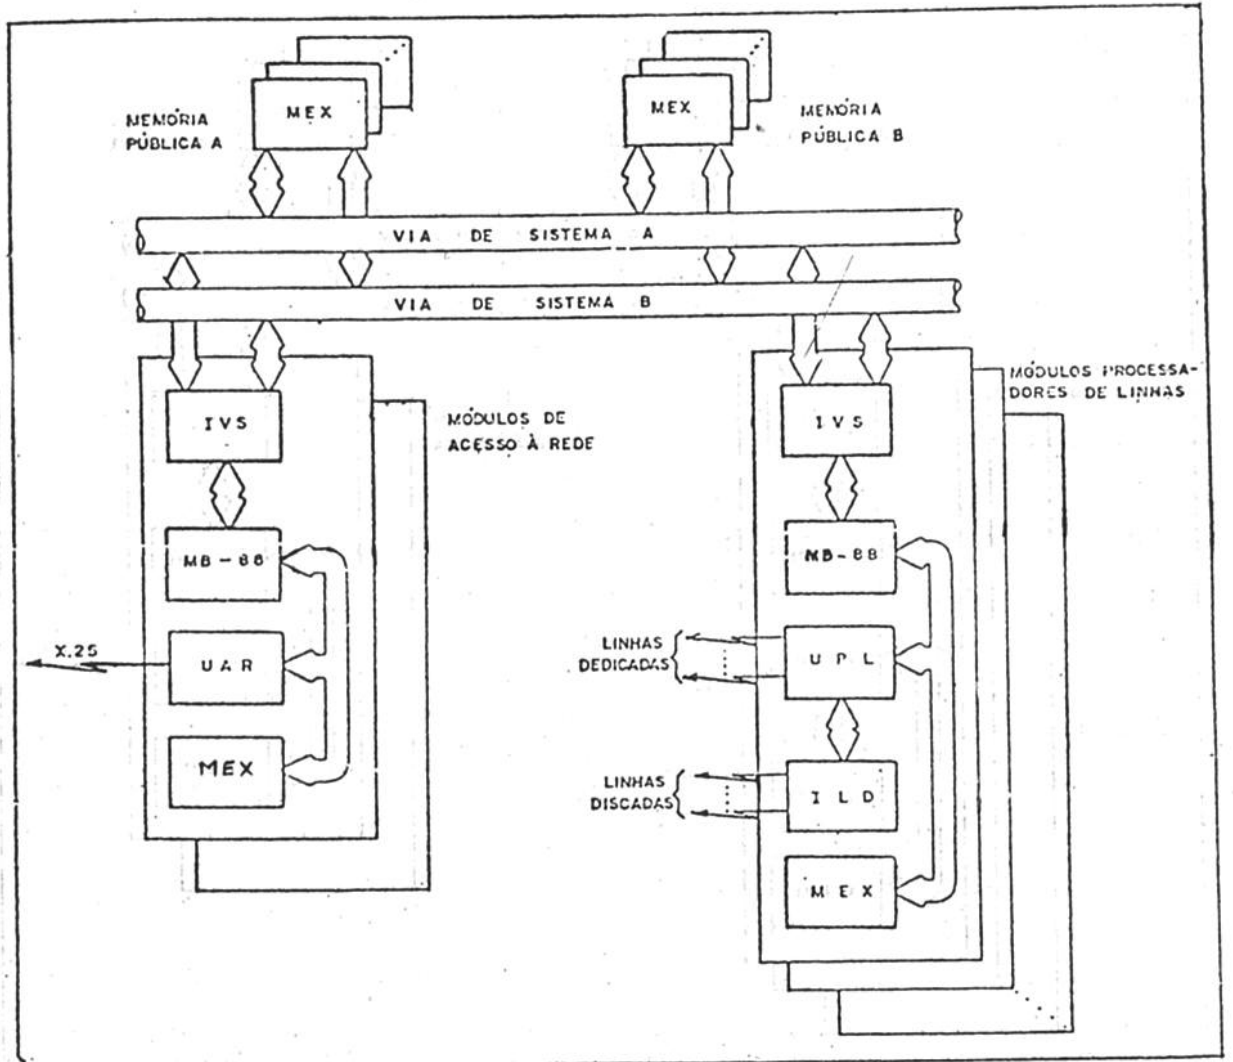 MEX
MEX
MEMÓRIA
PÚBLICA A
MEMÓRIA
PÚBLICA B
VIA DE SISTEMA A
VIA DE SISTEMA B
MÓDULOS PROCESSA-
DORES DE LINHAS
IVS
MÓDULOS DE
ACESSO À REDE
IVS
MB-88
MB-88
X.25
UAR
LINHAS
DEDICADAS
UPL
MEX
LINHAS
DISCADAS
ILD
MEX